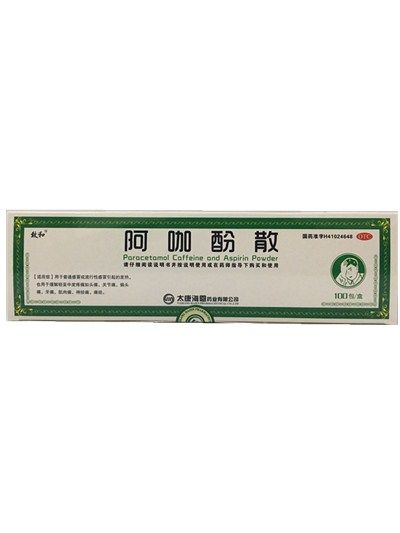 敖和
阿咖酚散
国药准字H41024648
OTC
Paracetamol Caffeine and Aspirin Powder
请仔细阅读说明书并按说明使用或在药师指导下购买和使用
【适应症】用于普通感冒或流行性感冒引起的发热,
也用于缓解轻至中度疼痛如头痛、关节痛、偏头
痛、牙痛、肌肉痛、神经痛、痛经。
太康海恩药业有限公司
TAIKANG HAIEN PHARMACEUTICAL CO.,LTD
100包/盒